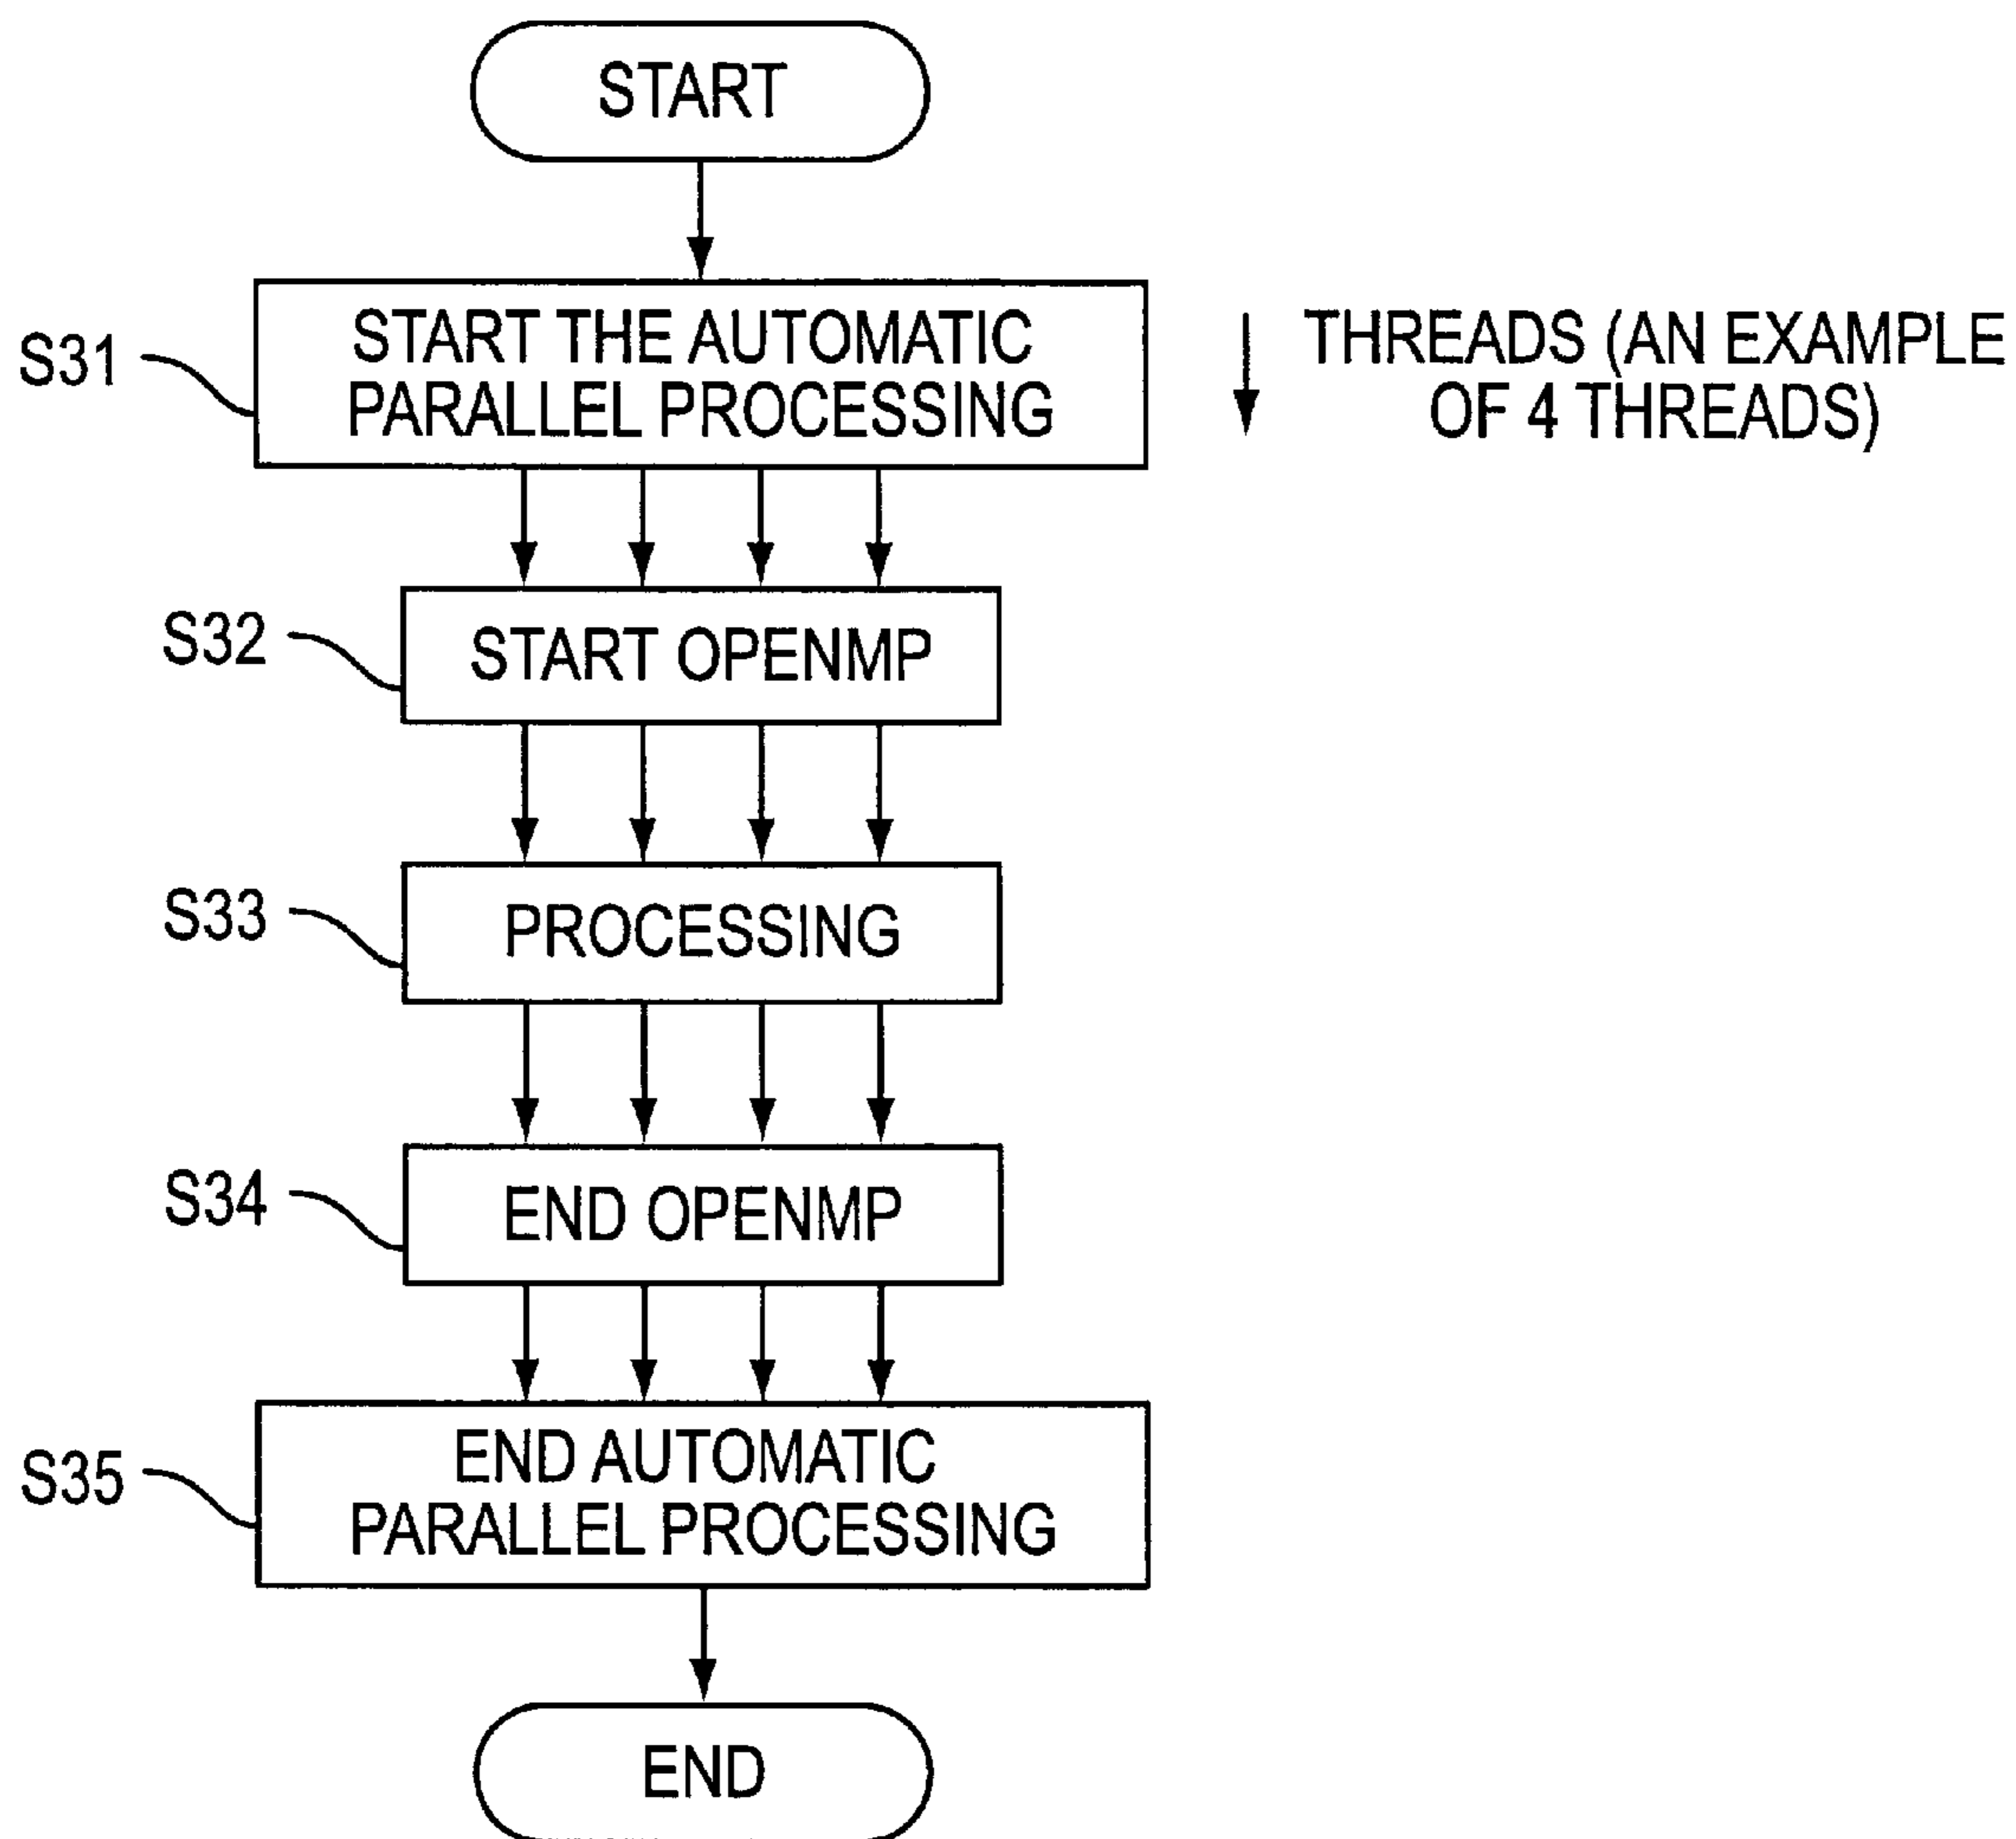 START
S31
START THE AUTOMATIC
PARALLEL PROCESSING
THREADS (AN EXAMPLE
OF 4 THREADS)
S32
START OPENMP
S33
PROCESSING
S34
END OPENMP
S35
END AUTOMATIC
PARALLEL PROCESSING
END